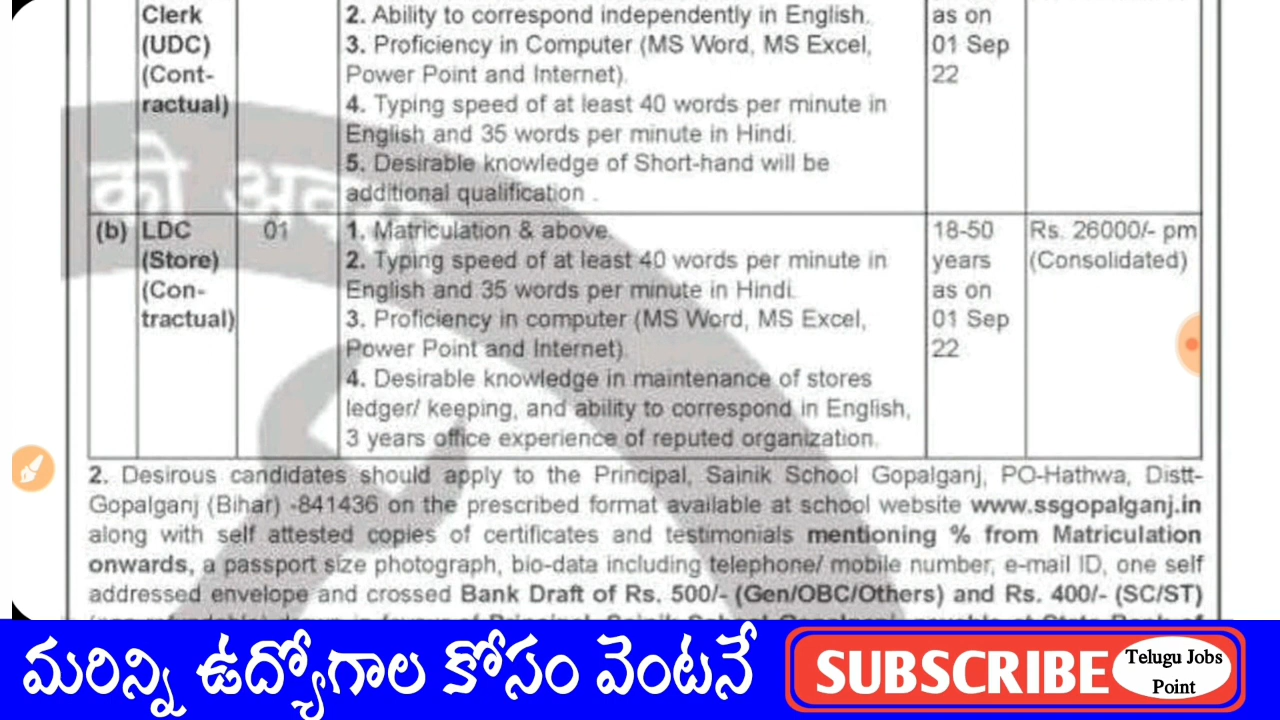 Clerk
(UDC)
(Cont-
ractual)
2. Ability to correspond independently in English.
3. Proficiency in Computer (MS Word, MS Excel,
Power Point and Internet).
4. Typing speed of at least 40 words per minute in
English and 35 words per minute in Hindi.
5. Desirable knowledge of Short-hand will be
additional qualification .
as on
01 Sep
22
को
(b)
LDC
(Store)
(Con-
tractual)
01
1. Matriculation & above.
2. Typing speed of at least 40 words per minute in
English and 35 words per minute in Hindi.
3. Proficiency in computer (MS Word, MS Excel,
Power Point and Internet).
4. Desirable knowledge in maintenance of stores
ledger/ keeping, and ability to correspond in English,
3 years office experience of reputed organization.
18-50
years
as on
01 Sep
22
Rs. 26000/- pm
(Consolidated)
2. Desirous candidates should apply to the Principal, Sainik School Gopalganj, PO-Hathwa, Distt-
Gopalganj (Bihar) -841436 on the prescribed format available at school website www.ssgopalganj.in
along with self attested copies of certificates and testimonials mentioning % from Matriculation
onwards, a passport size photograph, bio-data including telephone/ mobile number, e-mail ID, one self
addressed envelope and crossed Bank Draft of Rs. 500/- (Gen/OBC/Others) and Rs. 400/- (SC/ST)
మరిన్ని ఉద్యోగాల కోసం వెంటనే
SUBSCRIBE
Telugu Jobs
Point